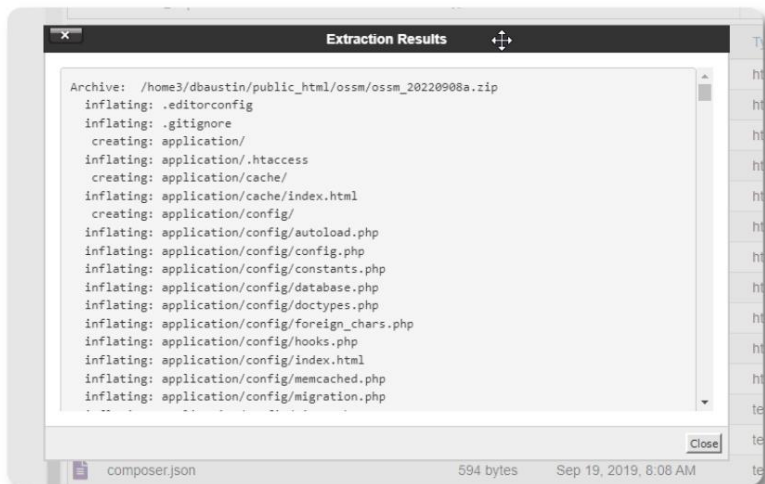 Extraction Results
Archive:  /home3/dbaustin/public_html/ossm/ossm_20220908a.zip
inflating: .editorconfig
inflating: .gitignore
creating: application/
inflating: application/.htaccess
creating: application/cache/
inflating: application/cache/index.html
creating: application/config/
inflating: application/config/autoload.php
inflating: application/config/config.php
inflating: application/config/constants.php
inflating: application/config/database.php
inflating: application/config/doctypes.php
inflating: application/config/foreign_chars.php
inflating: application/config/hooks.php
inflating: application/config/index.html
inflating: application/config/memcached.php
inflating: application/config/migration.php
Close
composer.json 594 bytes Sep 19, 2019, 8:08 AM